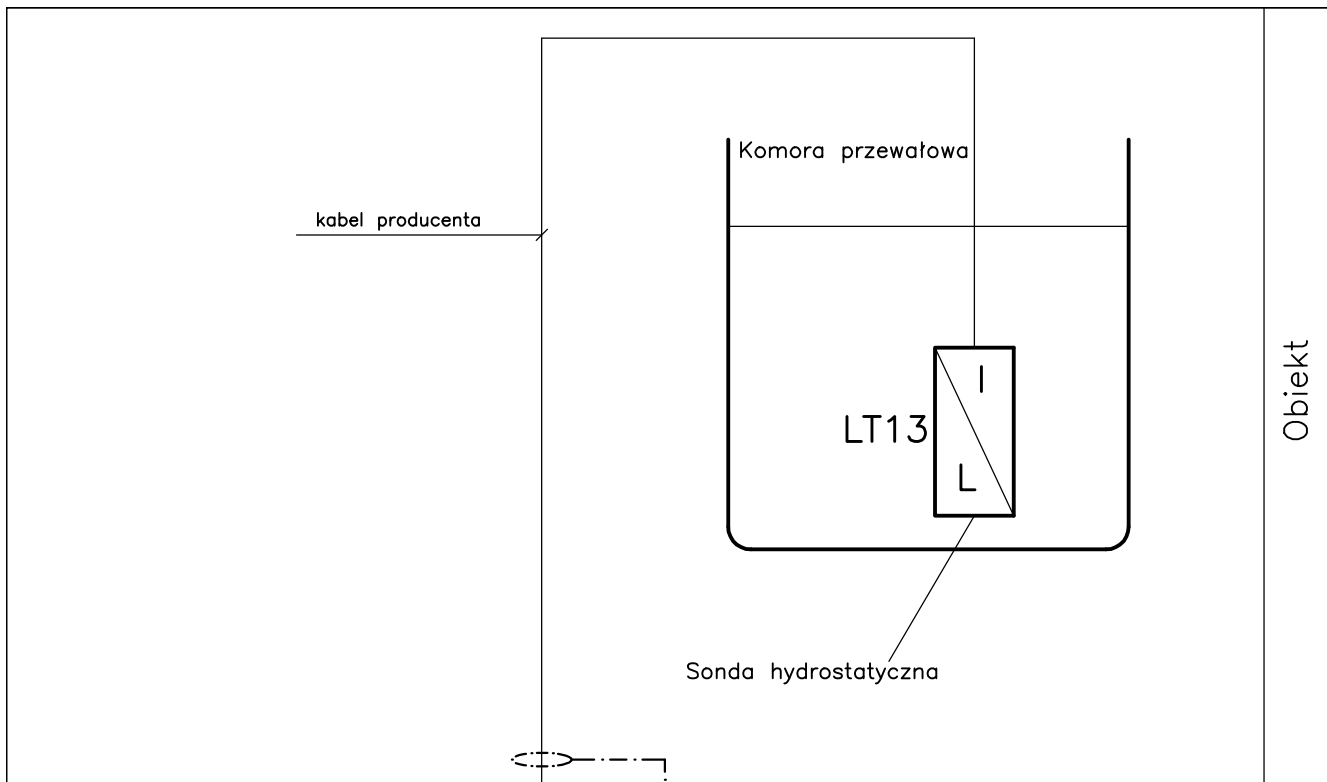 Komora przewałowa
kabel producenta
I
LT13
L
Sonda hydrostatyczna
Obiekt